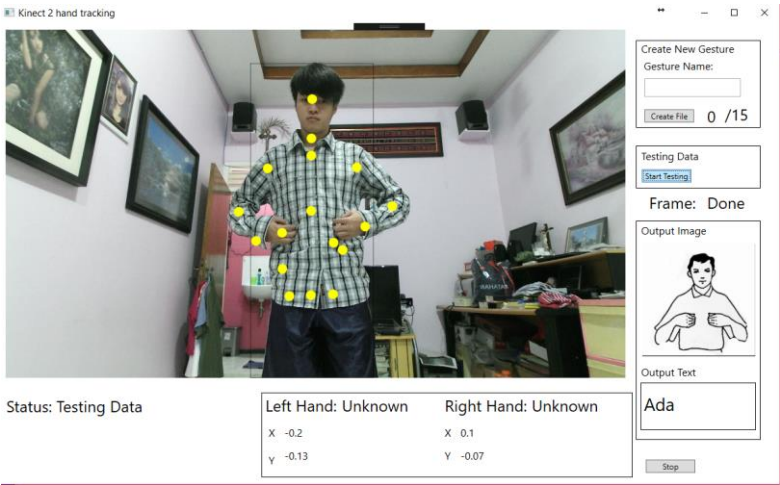 Kinect 2 hand tracking
Create New Gesture
Gesture Name:
Create File 0 /15
Testing Data
Start Testing
Frame: Done
Output Image
Output Text
Ada
Stop
Status: Testing Data
Left Hand: Unknown Right Hand: Unknown
X -0.2 X 0.1
Y -0.13 Y -0.07